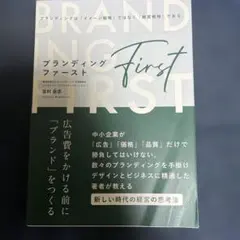 ブランディングは「イメージ戦略」ではなく「経営戦略」である
BRAND
ING
First
FIRST
ブランディング
ファースト
広告費をかける前に
「ブランド」をつくる
中小企業が
「広告」「価格」「品質」だけで
勝負してはいけない。
数々のブランディングを手掛け
デザインとビジネスに精通した
著者が教える
新しい時代の経営の思考法